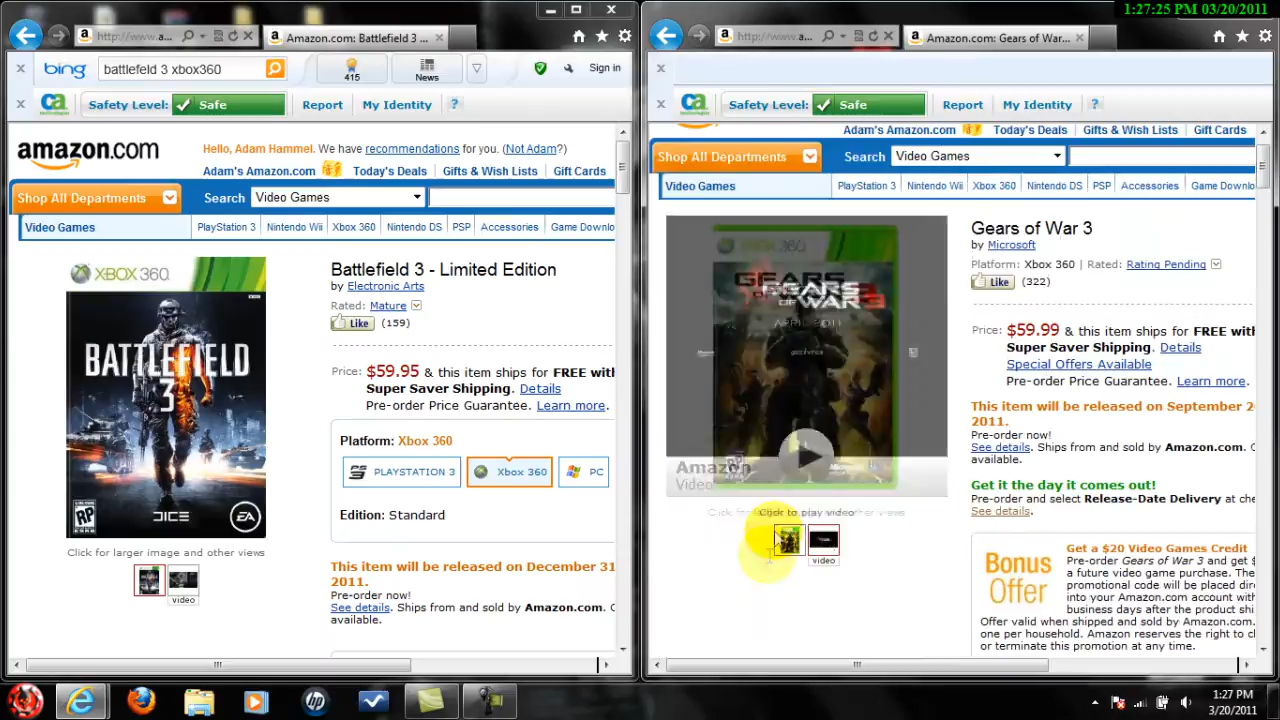 1:27:25 PM 03/20/2011
http://www.a...
Amazon.com: Battlefield 3 ...
bing
battlefeld 3 xbox360
415
News
Sign in
Safety Level:
Safe
Report
My Identity
?
amazon.com
Hello, Adam Hammel. We have recommendations for you. (Not Adam?)
Adam's Amazon.com
Today's Deals
Gifts & Wish Lists
Gift Cards
Shop All Departments
Search
Video Games
Video Games
PlayStation 3
Nintendo Wii
Xbox 360
Nintendo DS
PSP
Accessories
Game Downlo
XBOX 360
BATTLEFIELD
3
RP
DICE
EA
Click for larger image and other views
video
Battlefield 3 - Limited Edition
by Electronic Arts
Rated: Mature
Like
(159)
Price: $59.95 & this item ships for FREE with
Super Saver Shipping. Details
Pre-order Price Guarantee. Learn more.
Platform: Xbox 360
PLAYSTATION 3
Xbox 360
PC
Edition: Standard
This item will be released on December 31
2011.
Pre-order now!
See details. Ships from and sold by Amazon.com. G
available.
http://www.a...
Amazon.com: Gears of War...
ca
Safety Level:
Safe
Report
My Identity
?
Adam's Amazon.com
Today's Deals
Gifts & Wish Lists
Gift Cards
Shop All Departments
Search
Video Games
Video Games
PlayStation 3
Nintendo Wii
Xbox 360
Nintendo DS
PSP
Accessories
Game Downlo
XBOX 360
GEARS
OF WAR 3
APRIL 2011
Amazon
Video
Click to play video
video
Gears of War 3
by Microsoft
Platform: Xbox 360 | Rated: Rating Pending
Like
(322)
Price: $59.99 & this item ships for FREE with
Super Saver Shipping. Details
Special Offers Available
Pre-order Price Guarantee. Learn more.
This item will be released on September 2
2011.
Pre-order now!
See details. Ships from and sold by Amazon.com.
available.
Get it the day it comes out!
Pre-order and select Release-Date Delivery at che
See details.
Bonus
Offer
Get a $20 Video Games Credit
Pre-order Gears of War 3 and get $
a future video game purchase. The
promotional code will be placed dire
into your Amazon.com account with
business days after the product shi
Offer valid when shipped and sold by Amazon.com.
one per household. Amazon reserves the right to c
or terminate this promotion at any time.
hp
1:27 PM
3/20/2011